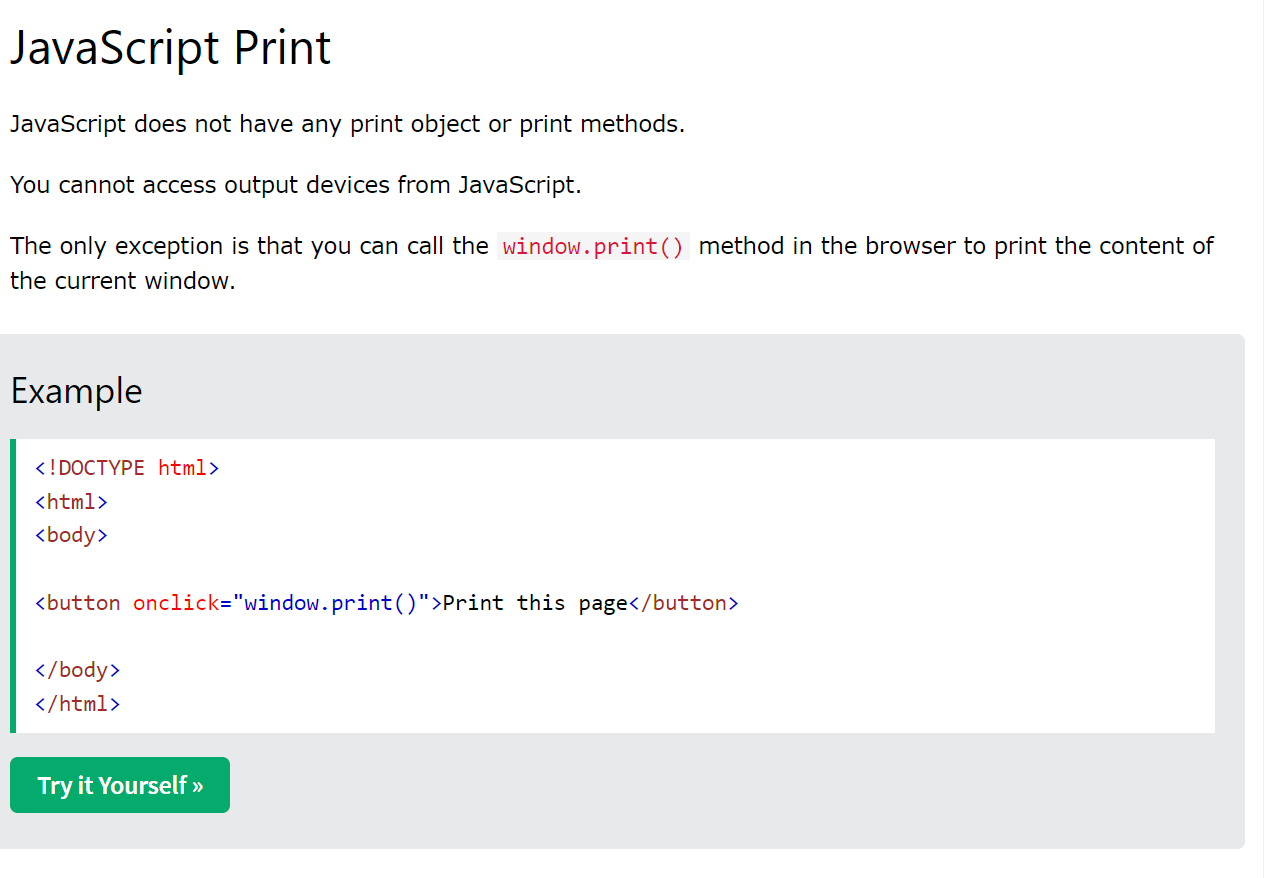 JavaScript Print
JavaScript does not have any print object or print methods.
You cannot access output devices from JavaScript.
The only exception is that you can call the window.print() method in the browser to print the content of
the current window.
Example
<!DOCTYPE html>
<html>
<body>
<button onclick="window.print()">Print this page</button>
</body>
</html>
Try it Yourself »